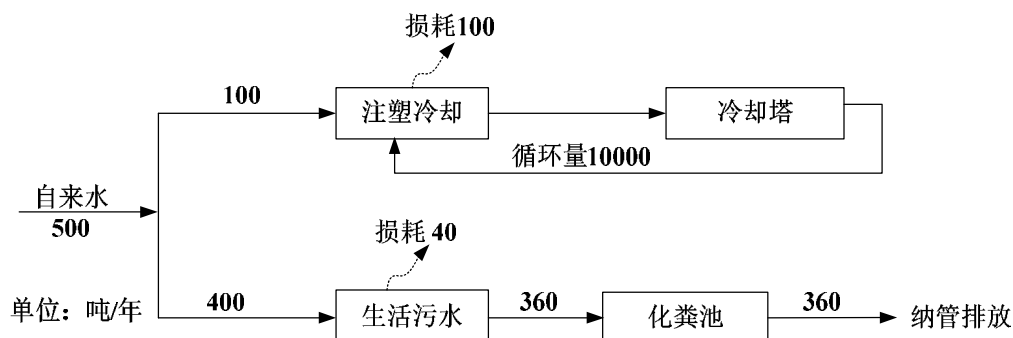 损耗100
100
注塑冷却
冷却塔
循环量10000
自来水
500
损耗 40
单位：吨/年
400
生活污水
360
化粪池
360
纳管排放